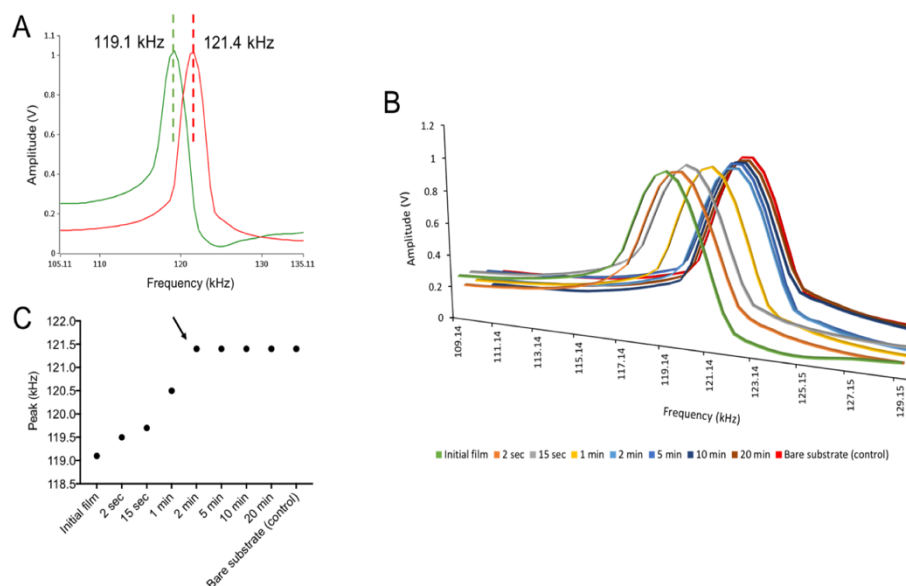 A
119.1 kHz
121.4 kHz
1.1
1
0.8
0.6
0.4
0.2
0
Amplitude (V)
105.11
110
120
130
135.11
Frequency (kHz)
B
1.2
1
0.8
0.6
0.4
0.2
0
Amplitude (V)
109.14
111.14
113.14
115.14
117.14
119.14
121.14
123.14
125.15
127.15
129.15
Frequency (kHz)
Initial film 2 sec 15 sec 1 min 2 min 5 min 10 min 20 min Bare substrate (control)
C
122.0
121.5
121.0
120.5
120.0
119.5
119.0
118.5
Peak (kHz)
Initial film
2 sec
15 sec
1 min
2 min
5 min
10 min
20 min
Bare substrate (control)